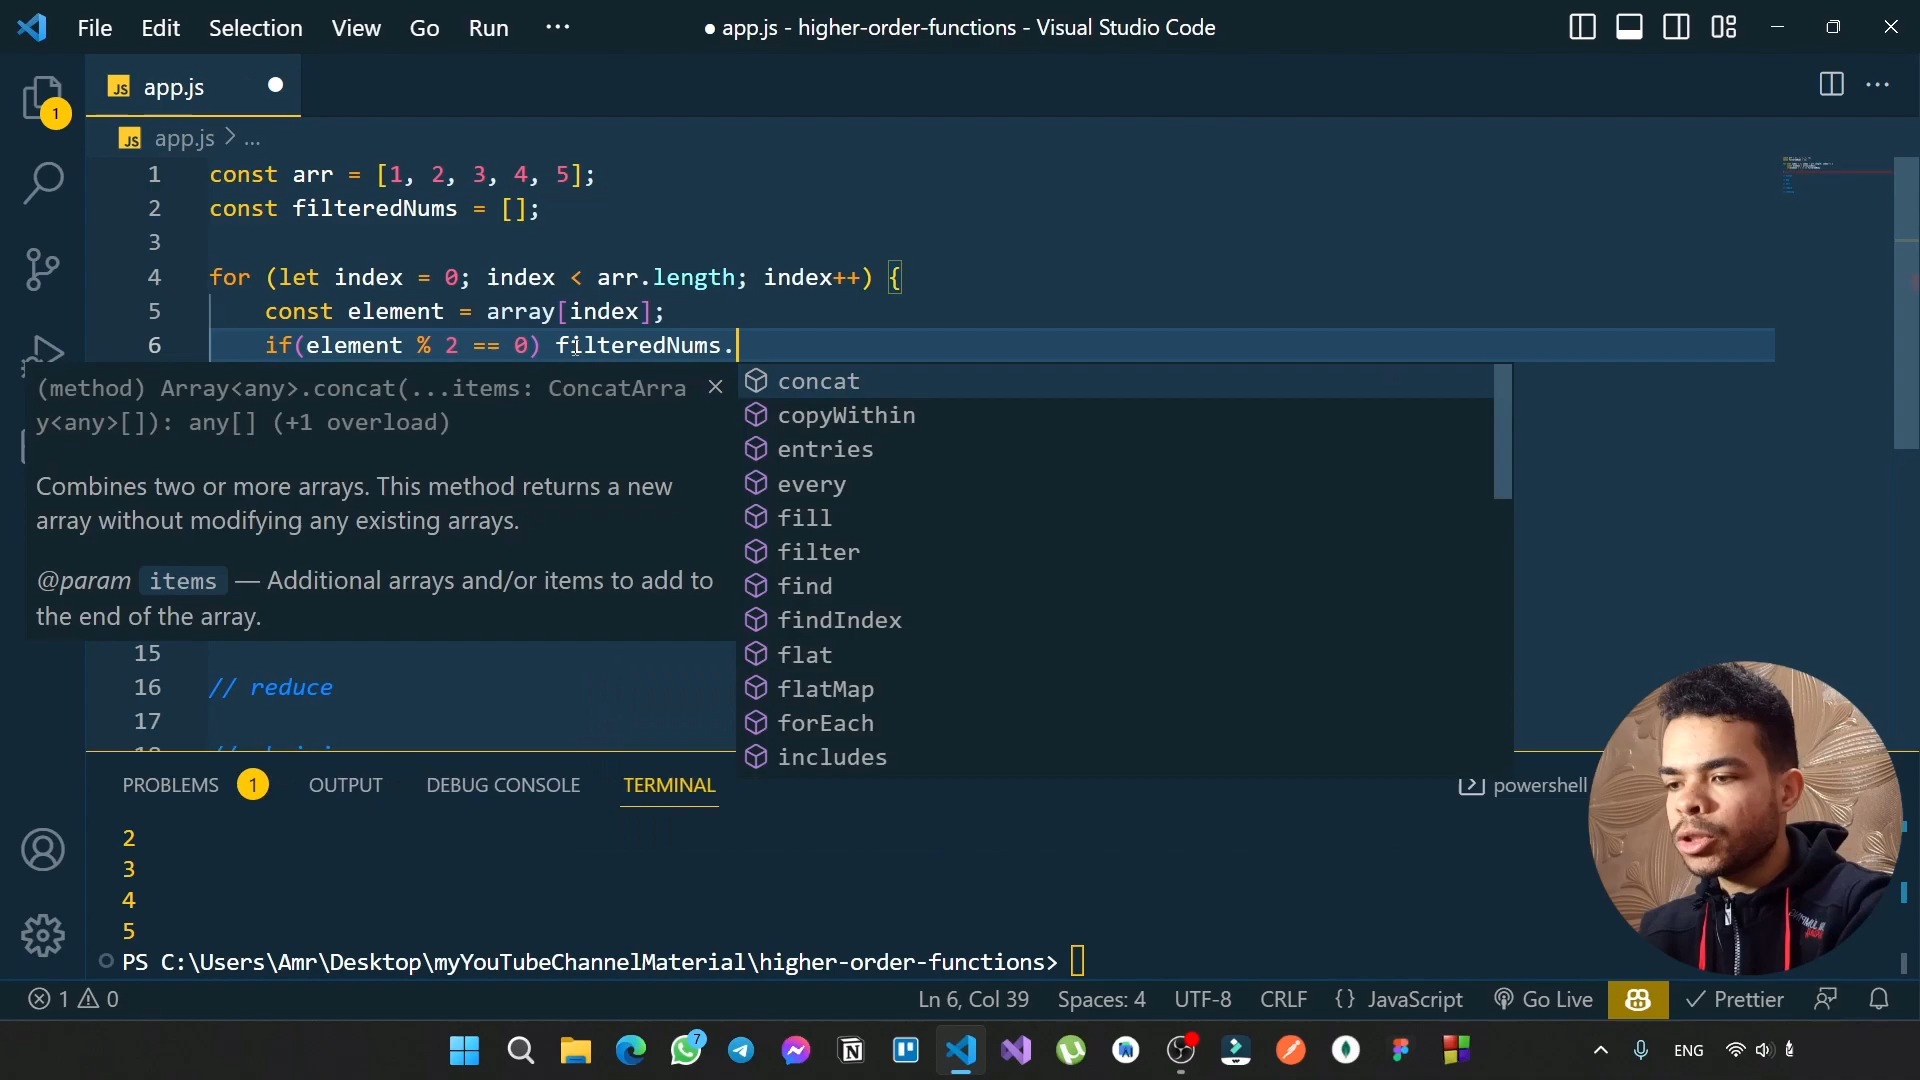 File Edit Selection View Go Run ··· ● app.js - higher-order-functions - Visual Studio Code
1
JS app.js
JS app.js > ...
1 const arr = [1, 2, 3, 4, 5];
2 const filteredNums = [];
3
4 for (let index = 0; index < arr.length; index++) {
5 const element = array[index];
6 if(element % 2 == 0) filteredNums.
(method) Array<any>.concat(...items: ConcatArra
y<any>[]): any[] (+1 overload)
Combines two or more arrays. This method returns a new
array without modifying any existing arrays.
@param items — Additional arrays and/or items to add to
the end of the array.
concat
copyWithin
entries
every
fill
filter
find
findIndex
flat
flatMap
forEach
includes
15
16 // reduce
17
PROBLEMS 1 OUTPUT DEBUG CONSOLE TERMINAL powershell
2
3
4
5
PS C:\Users\Amr\Desktop\myYouTubeChannelMaterial\higher-order-functions>
1 0 Ln 6, Col 39 Spaces: 4 UTF-8 CRLF {} JavaScript Go Live Prettier
7 ENG